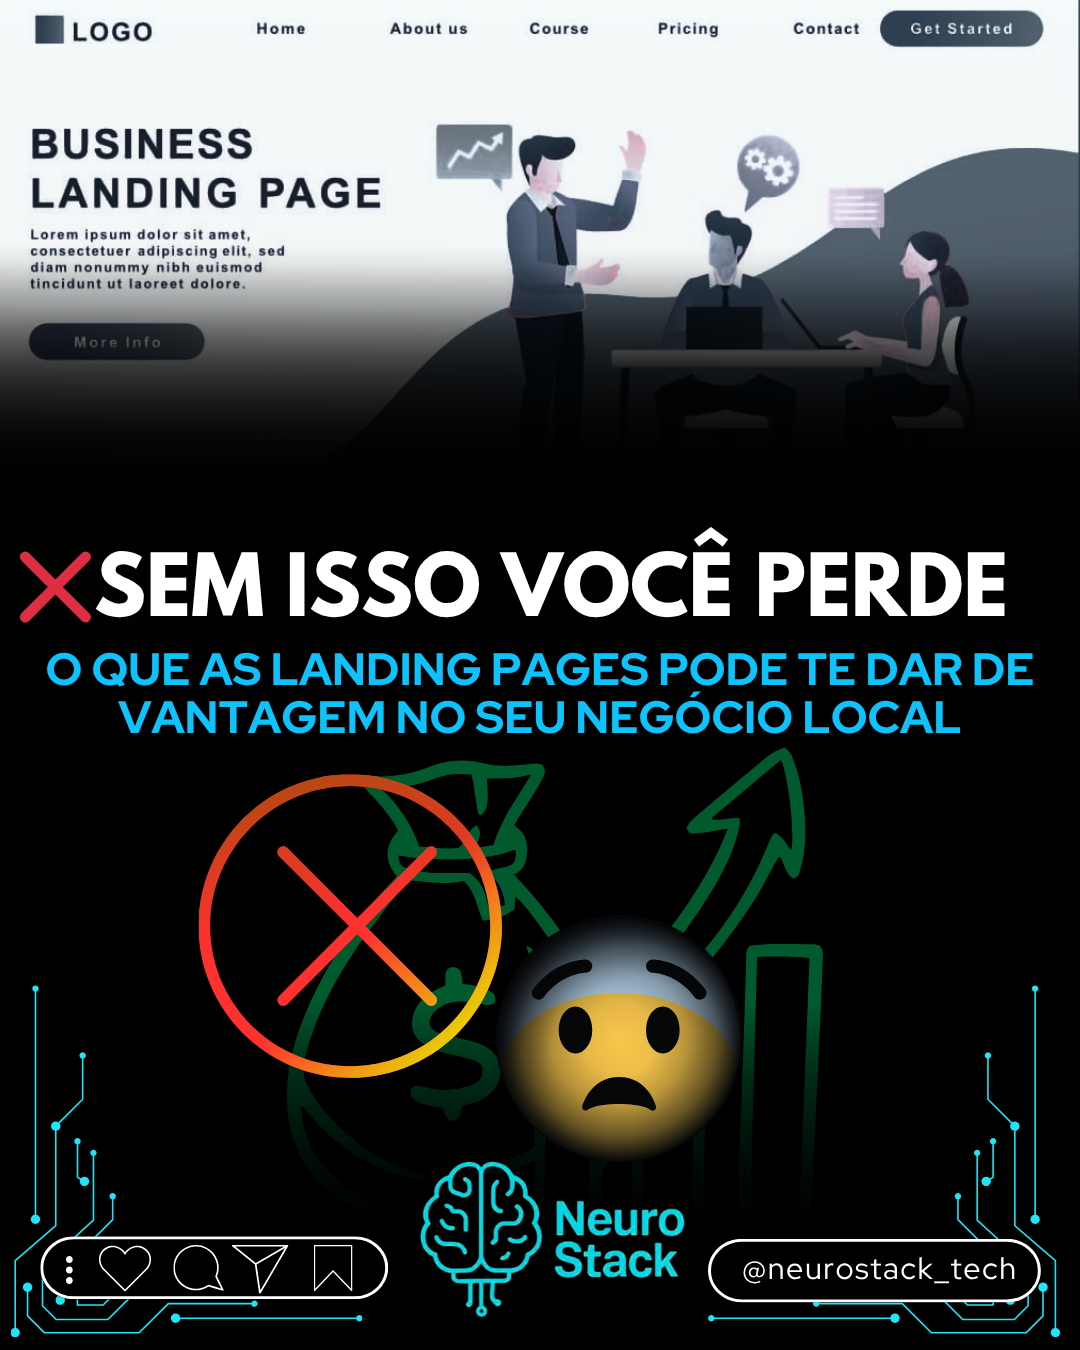 LOGO
Home
About us
Course
Pricing
Contact
Get Started
BUSINESS
LANDING PAGE
Lorem ipsum dolor sit amet,
consectetuer adipiscing elit, sed
diam nonummy nibh euismod
tincidunt ut laoreet dolore.
More Info
SEM ISSO VOCÊ PERDE
O QUE AS LANDING PAGES PODE TE DAR DE
VANTAGEM NO SEU NEGÓCIO LOCAL
$
Neuro
Stack
@neurostack_tech